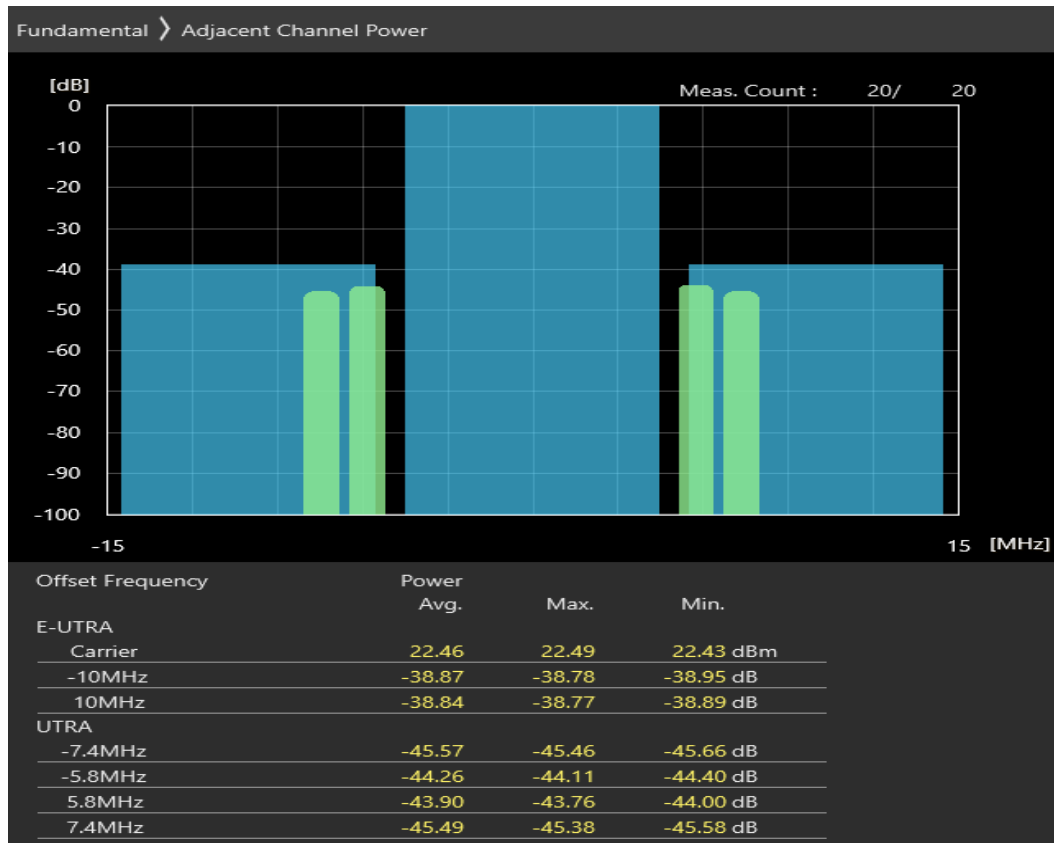 Fundamental 〉 Adjacent Channel Power
[dB]
Meas. Count : 20/ 20
0
-10
-20
-30
-40
-50
-60
-70
-80
-90
-100
-15 15 [MHz]
Offset Frequency Power
Avg. Max. Min.
E-UTRA
Carrier 22.46 22.49 22.43 dBm
-10MHz -38.87 -38.78 -38.95 dB
10MHz -38.84 -38.77 -38.89 dB
UTRA
-7.4MHz -45.57 -45.46 -45.66 dB
-5.8MHz -44.26 -44.11 -44.40 dB
5.8MHz -43.90 -43.76 -44.00 dB
7.4MHz -45.49 -45.38 -45.58 dB